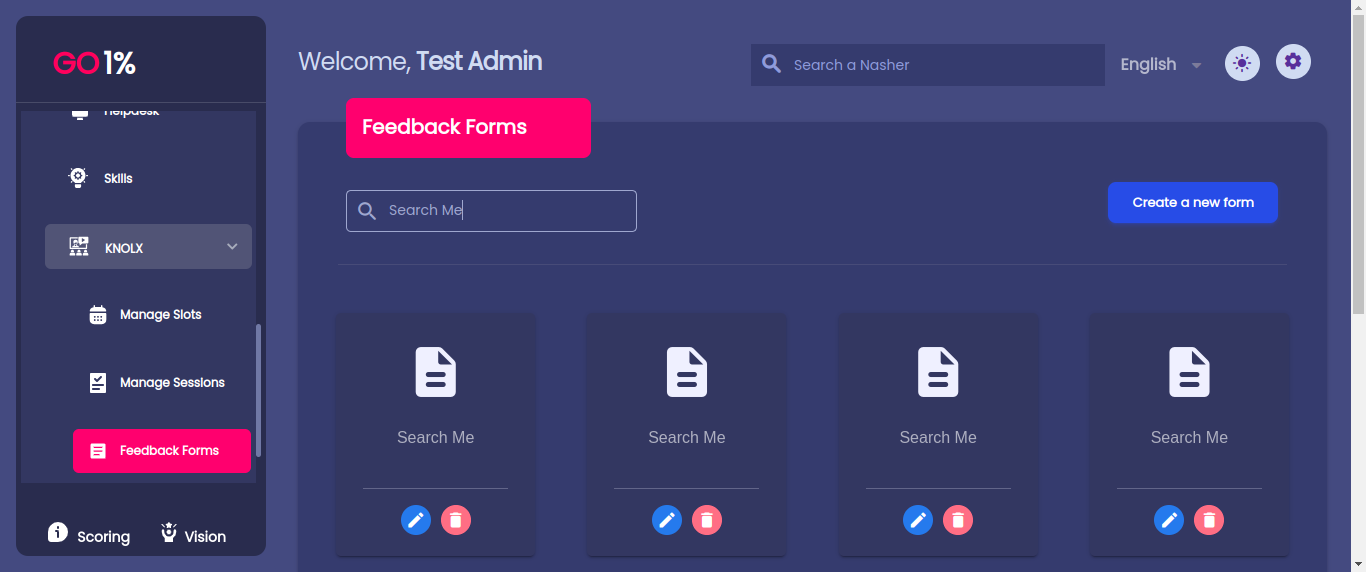 GO1%
Helpdesk
Skills
KNOLX
Manage Slots
Manage Sessions
Feedback Forms
Scoring
Vision
Welcome, Test Admin
Search a Nasher
English
Feedback Forms
Search Me
Create a new form
Search Me
Search Me
Search Me
Search Me